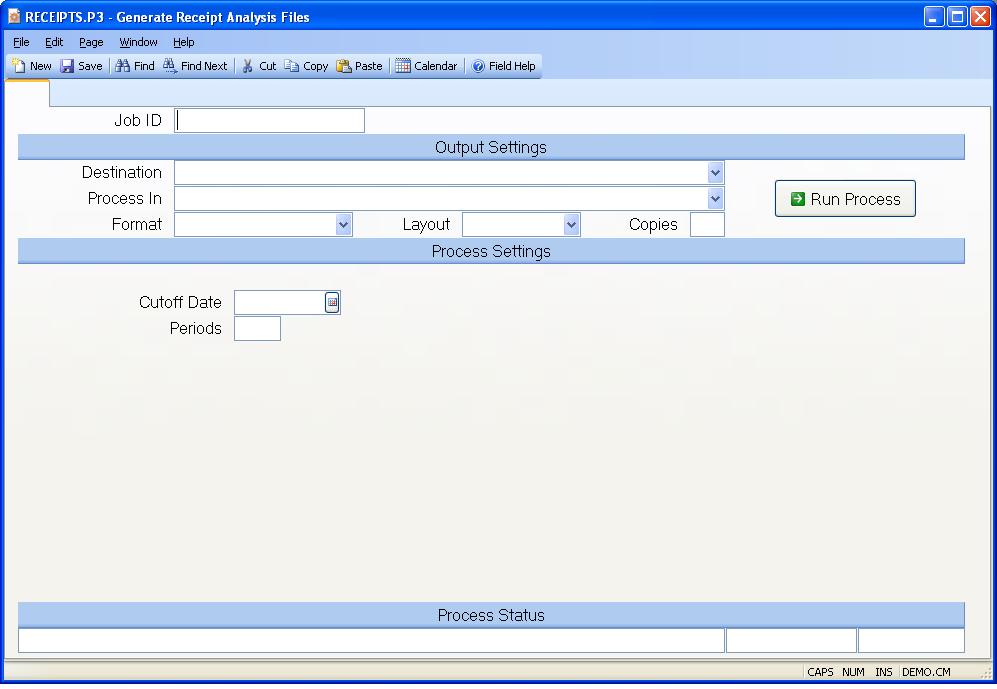 RECEIPTS.P3 - Generate Receipt Analysis Files
File Edit Page Window Help
New Save Find Find Next Cut Copy Paste Calendar Field Help
Job ID
Output Settings
Destination
Process In
Run Process
Format Layout Copies
Process Settings
Cutoff Date
Periods
Process Status
CAPS NUM INS DEMO.CM